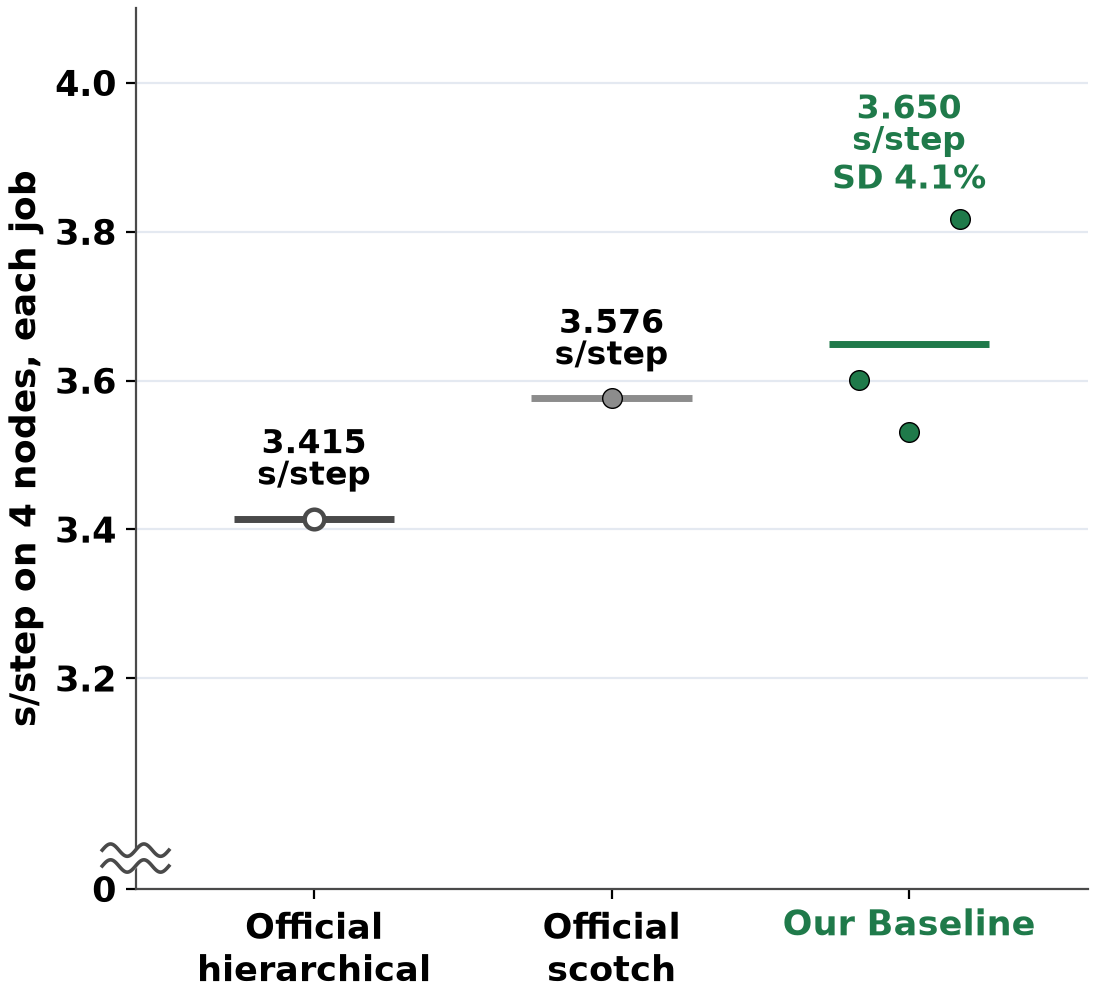 s/step on 4 nodes, each job
4.0
3.8
3.6
3.4
3.2
0
3.415
s/step
3.576
s/step
3.650
s/step
SD 4.1%
Official
hierarchical
Official
scotch
Our Baseline